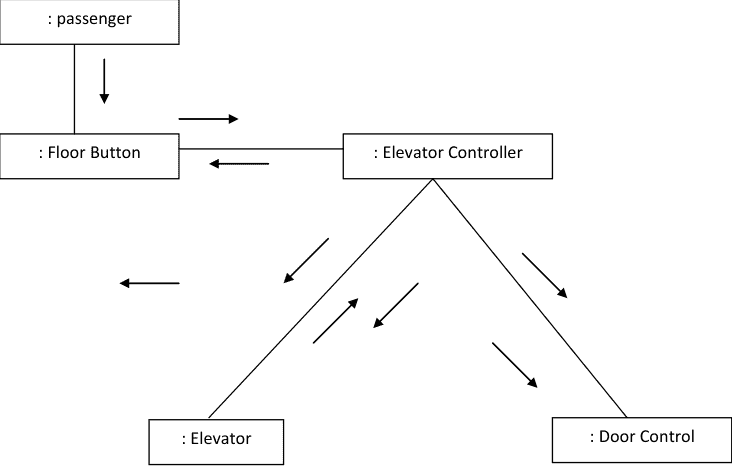 : passenger
: Floor Button
: Elevator Controller
: Elevator
: Door Control